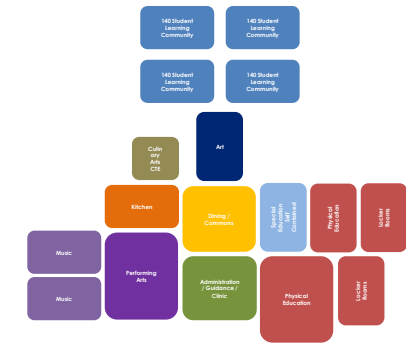 140 Student
Learning
Community
140 Student
Learning
Community
140 Student
Learning
Community
140 Student
Learning
Community
Art
Culin
ary
Arts
CTE
Kitchen
Dining /
Commons
Special
Education
Self
Contained
Physical
Education
Locker
Rooms
Music
Performing
Arts
Administration
/ Guidance /
Clinic
Physical
Education
Locker
Rooms
Music